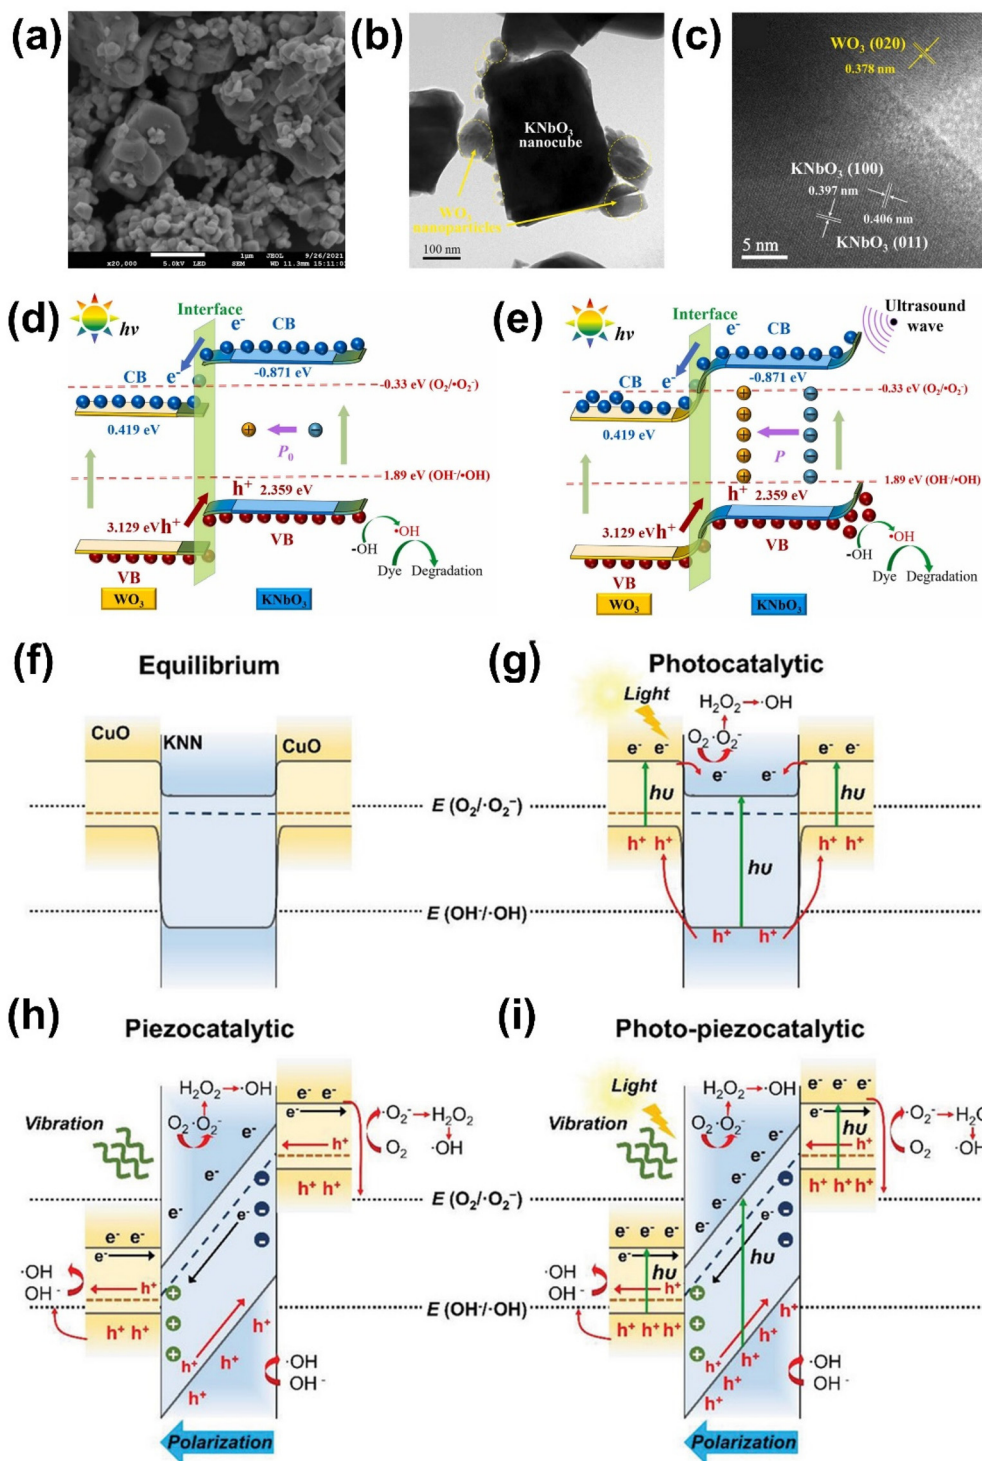 (a)
×20,000 5.0kV LED SEM 1µm JEOL WD 11.3mm 9/26/2021
(b)
KNbO₃
nanocube
WO₃
nanoparticles
100 nm
(c)
WO₃ (020)
0.378 nm
KNbO₃ (100)
0.397 nm
0.406 nm
KNbO₃ (011)
5 nm
(d)
hν
Interface
e⁻
CB
-0.871 eV
e⁻
CB
-0.33 eV (O₂/•O₂⁻)
0.419 eV
+
-
P₀
1.89 eV (OH⁻/•OH)
h⁺
2.359 eV
3.129 eV
h⁺
VB
•OH
-OH
VB
Dye
Degradation
WO₃
KNbO₃
(e)
hν
Interface
e⁻
CB
Ultrasound
wave
-0.871 eV
e⁻
CB
-0.33 eV (O₂/•O₂⁻)
0.419 eV
P
1.89 eV (OH⁻/•OH)
h⁺
2.359 eV
3.129 eV
h⁺
VB
•OH
-OH
VB
Dye
Degradation
WO₃
KNbO₃
(f)
Equilibrium
CuO
KNN
CuO
E (O₂/·O₂⁻)
E (OH⁻/·OH)
(g)
Photocatalytic
Light
H₂O₂→·OH
O₂ ·O₂⁻
e⁻ e⁻
e⁻ e⁻
e⁻ e⁻
hυ
hυ
hυ
h⁺ h⁺
h⁺ h⁺
h⁺ h⁺
(h)
Piezocatalytic
Vibration
H₂O₂→·OH
O₂ ·O₂⁻
e⁻ e⁻
e⁻
·O₂⁻→H₂O₂
O₂
·OH
h⁺
h⁺ h⁺
e⁻
e⁻
e⁻
e⁻
E (O₂/·O₂⁻)
e⁻ e⁻
e⁻
·OH
OH⁻
h⁺
h⁺ h⁺
E (OH⁻/·OH)
h⁺
h⁺
h⁺
h⁺
·OH
OH⁻
Polarization
(i)
Photo-piezocatalytic
Light
Vibration
H₂O₂→·OH
O₂ ·O₂⁻
e⁻ e⁻ e⁻
e⁻
hυ
h⁺
·O₂⁻→H₂O
O₂
·OH
h⁺ h⁺ h⁺
e⁻
e⁻
e⁻
e⁻
e⁻
hυ
e⁻ e⁻ e⁻
e⁻
hυ
·OH
OH⁻
h⁺
h⁺ h⁺ h⁺
h⁺
h⁺
h⁺
h⁺
h⁺
h⁺
h⁺
·OH
OH⁻
Polarization